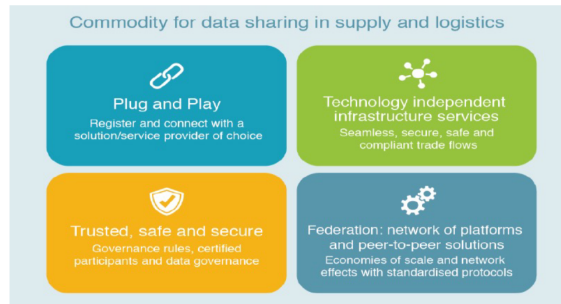 Commodity for data sharing in supply and logistics
Plug and Play
Register and connect with a
solution/service provider of choice
Technology independent
infrastructure services
Seamless, secure, safe and
compliant trade flows
Trusted, safe and secure
Governance rules, certified
participants and data governance
Federation: network of platforms
and peer-to-peer solutions
Economies of scale and network
effects with standardised protocols